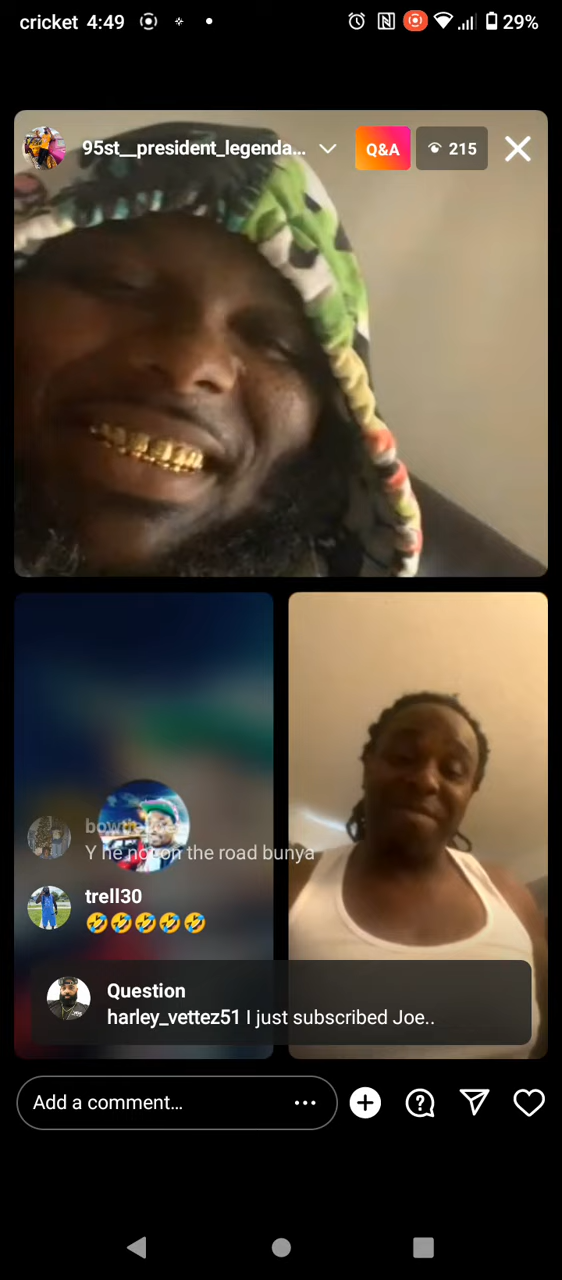 cricket 4:49
29%
95st__president_legenda...
Q&A
215
Y he not on the road bunya
trell30
🤣🤣🤣🤣🤣
Question
harley_vettez51 I just subscribed Joe..
Add a comment...